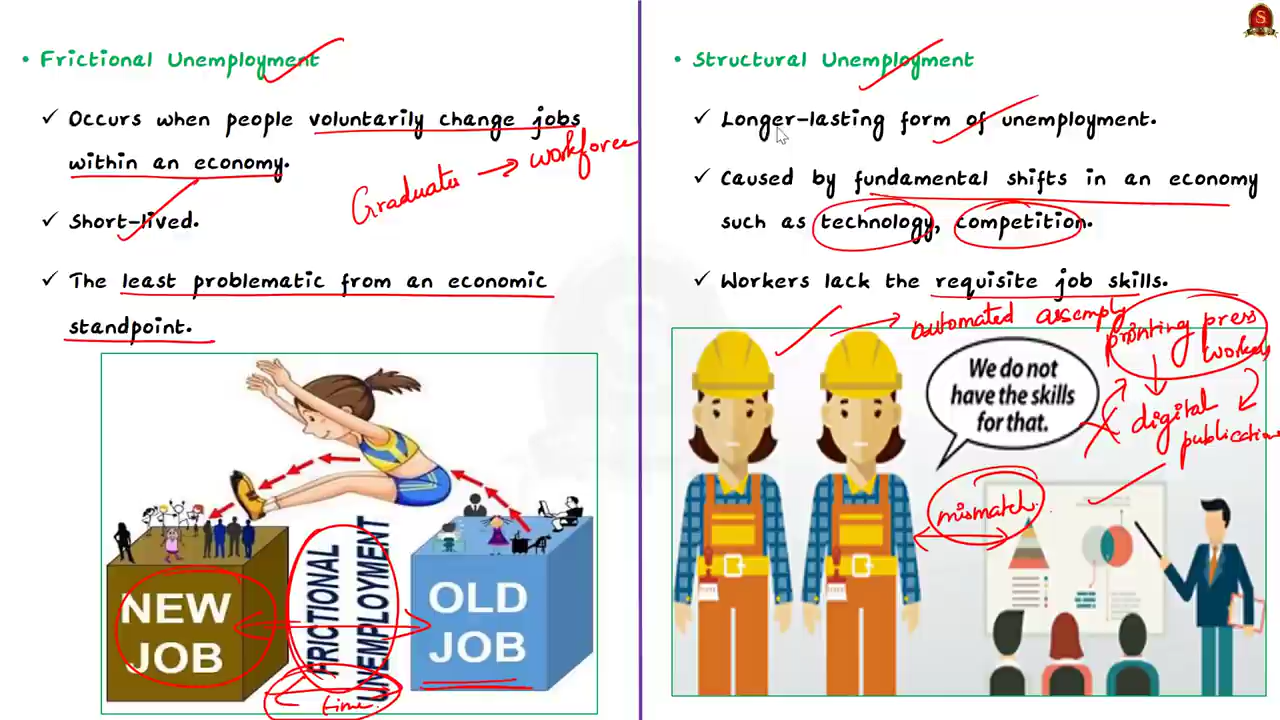 • Frictional Unemployment
✓ Occurs when people voluntarily change jobs
within an economy.
Graduates → workforce
✓ Short-lived.
✓ The least problematic from an economic
standpoint.
NEW
JOB
FRICTIONAL
UNEMPLOYMENT
OLD
JOB
time.
• Structural Unemployment
✓ Longer-lasting form of unemployment.
✓ Caused by fundamental shifts in an economy
such as technology, competition.
✓ Workers lack the requisite job skills.
automated assembly
printing press
workers
digital
publication
We do not
have the skills
for that.
mismatch.
S